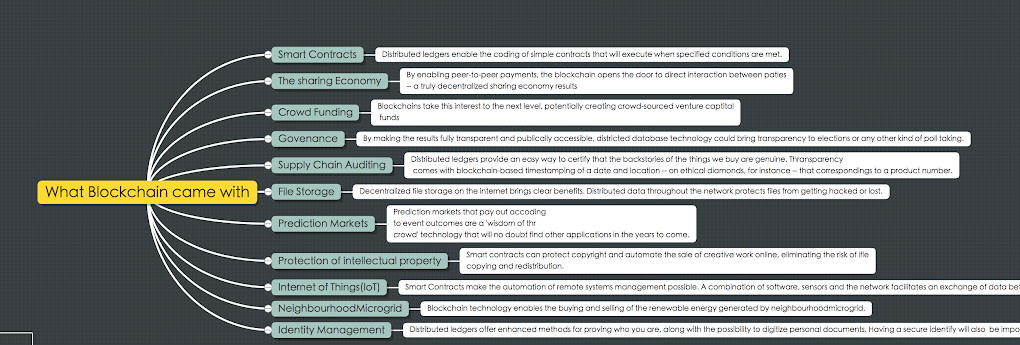 What Blockchain came with
Smart Contracts
Distributed ledgers enable the coding of simple contracts that will execute when specified conditions are met.
The sharing Economy
By enabling peer-to-peer payments, the blockchain opens the door to direct interaction between paties
-- a truly decentralized sharing economy results
Crowd Funding
Blockchains take this interest to the next level, potentially creating crowd-sourced venture captital
funds
Govenance
By making the results fully transparent and publically accessible, districted database technology could bring transparency to elections or any other kind of poll taking.
Supply Chain Auditing
Distributed ledgers provide an easy way to certify that the backstories of the things we buy are genuine. Thransparency
comes with blockchain-based timestamping of a date and location -- on ethical diamonds, for instance -- that correspondings to a product number.
File Storage
Decentralized file storage on the internet brings clear benefits. Distributed data throughout the network protects files from getting hacked or lost.
Prediction Markets
Prediction markets that pay out accoding
to event outcomes are a 'wisdom of thr
crowd' technology that will no doubt find other applications in the years to come.
Protection of intellectual property
Smart contracts can protect copyright and automate the sale of creative work online, eliminating the risk of ifle
copying and redistribution.
Internet of Things(IoT)
Smart Contracts make the automation of remote systems management possible. A combination of software, sensors and the network facilitates an exchange of data
NeighbourhoodMicrogrid
Blockchain technology enables the buying and selling of the renewable energy generated by neighbourhoodmicrogrid.
Identity Management
Distributed ledgers offer enhanced methods for proving who you are, along with the possibility to digitize personal documents. Having a secure identify will also be